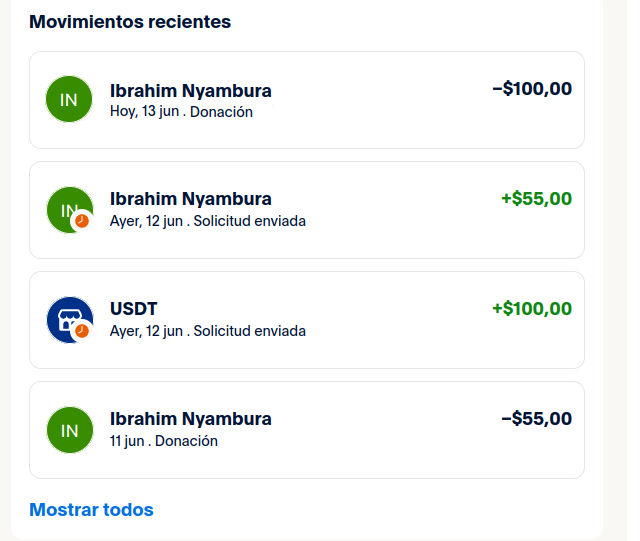 Movimientos recientes
IN
Ibrahim Nyambura
−$100,00
Hoy, 13 jun . Donación
IN
Ibrahim Nyambura
+$55,00
Ayer, 12 jun . Solicitud enviada
USDT
+$100,00
Ayer, 12 jun . Solicitud enviada
IN
Ibrahim Nyambura
−$55,00
11 jun . Donación
Mostrar todos